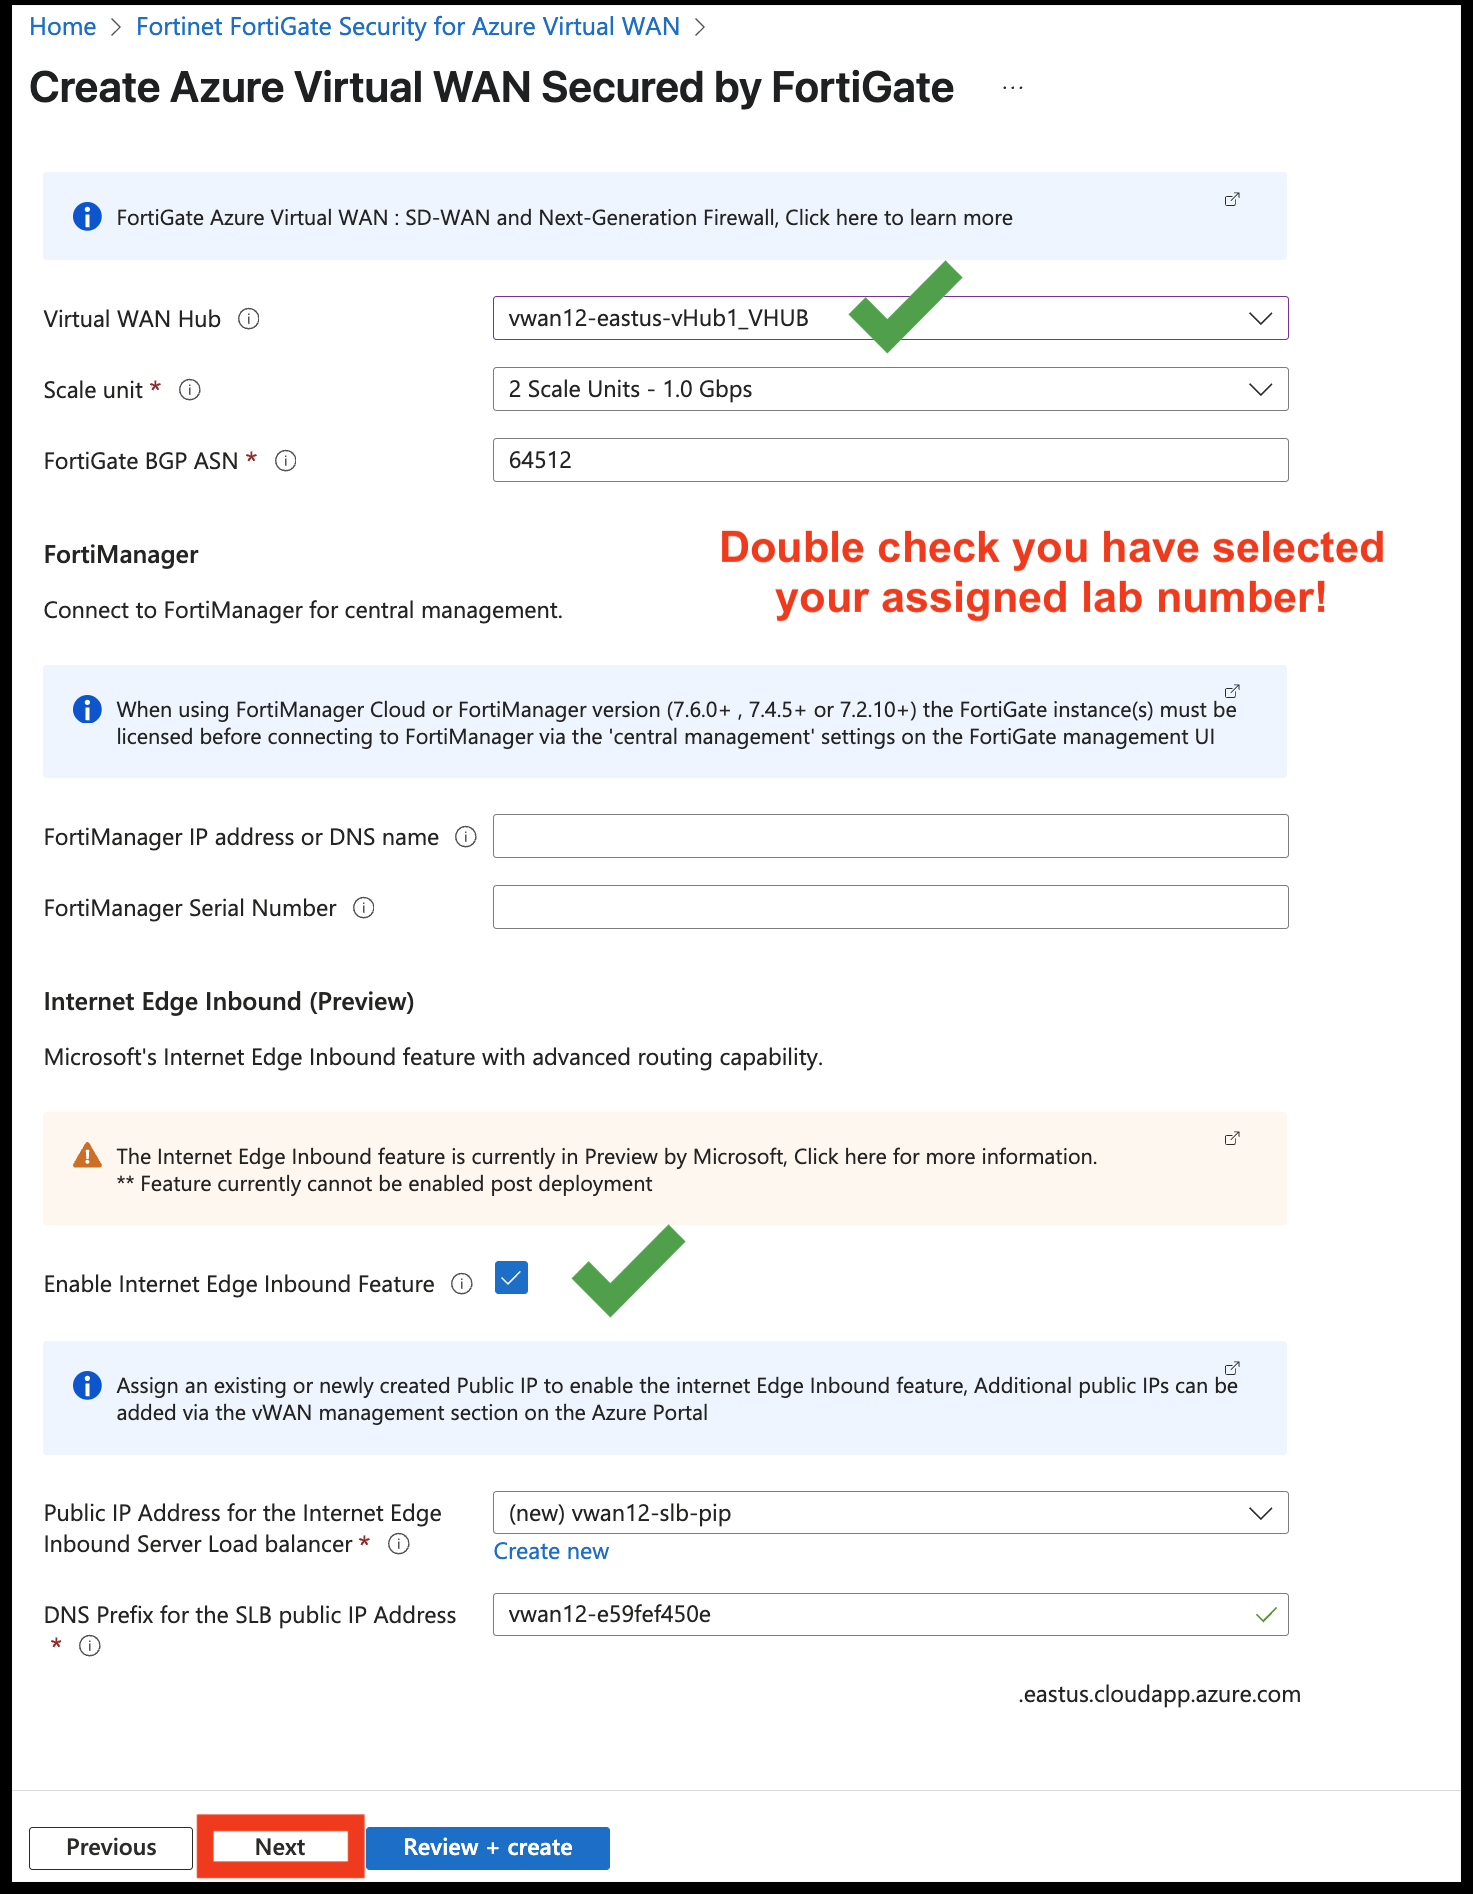 Home > Fortinet FortiGate Security for Azure Virtual WAN >
Create Azure Virtual WAN Secured by FortiGate ...
FortiGate Azure Virtual WAN : SD-WAN and Next-Generation Firewall, Click here to learn more
Virtual WAN Hub
vwan12-eastus-vHub1_VHUB
Scale unit *
2 Scale Units - 1.0 Gbps
FortiGate BGP ASN *
64512
Double check you have selected
your assigned lab number!
FortiManager
Connect to FortiManager for central management.
When using FortiManager Cloud or FortiManager version (7.6.0+ , 7.4.5+ or 7.2.10+) the FortiGate instance(s) must be
licensed before connecting to FortiManager via the 'central management' settings on the FortiGate management UI
FortiManager IP address or DNS name
FortiManager Serial Number
Internet Edge Inbound (Preview)
Microsoft's Internet Edge Inbound feature with advanced routing capability.
The Internet Edge Inbound feature is currently in Preview by Microsoft, Click here for more information.
** Feature currently cannot be enabled post deployment
Enable Internet Edge Inbound Feature
Assign an existing or newly created Public IP to enable the internet Edge Inbound feature, Additional public IPs can be
added via the vWAN management section on the Azure Portal
Public IP Address for the Internet Edge
Inbound Server Load balancer *
(new) vwan12-slb-pip
Create new
DNS Prefix for the SLB public IP Address
*
vwan12-e59fef450e
.eastus.cloudapp.azure.com
Previous
Next
Review + create